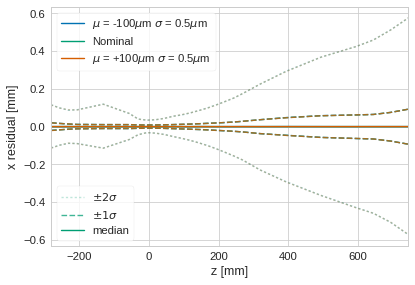 0.6
0.4
0.2
0.0
−0.2
−0.4
−0.6
x residual [mm]
μ = -100μm σ = 0.5μm
Nominal
μ = +100μm σ = 0.5μm
±2σ
±1σ
median
−200
0
200
400
600
z [mm]